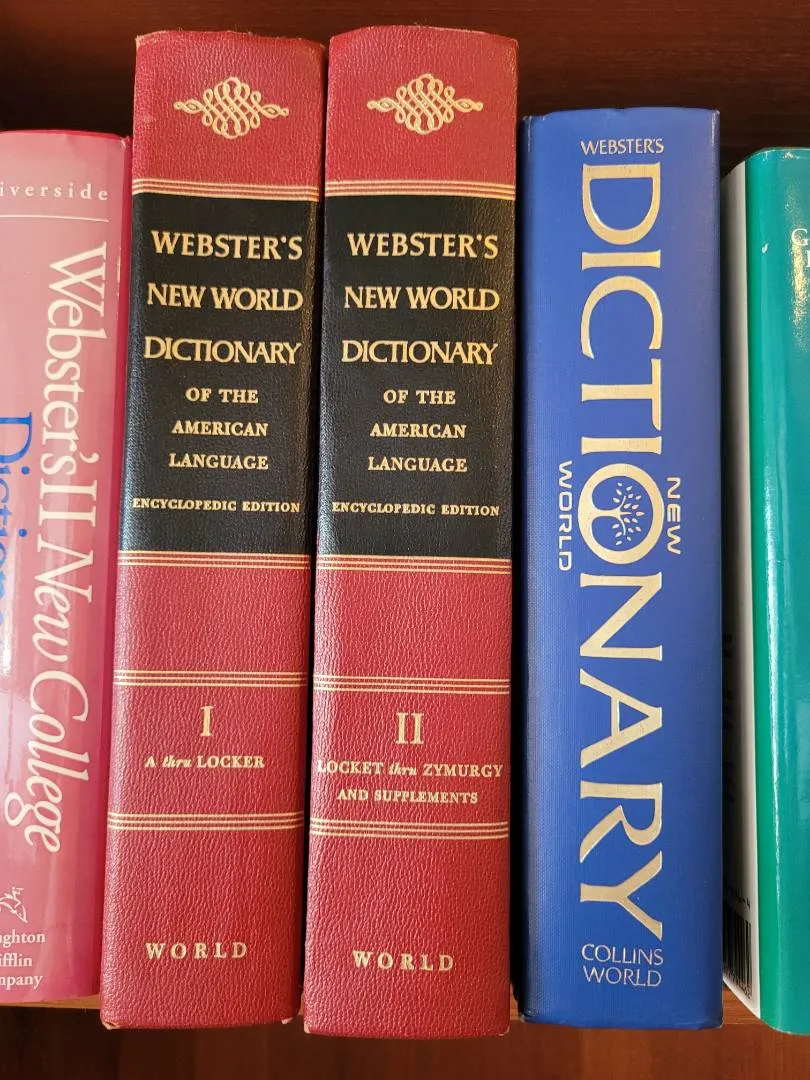 iverside
Webster's II New College
Diction
ughton
ifflin
mpany
WEBSTER'S
NEW WORLD
DICTIONARY
OF THE
AMERICAN
LANGUAGE
ENCYCLOPEDIC EDITION
I
A thru LOCKER
WORLD
WEBSTER'S
NEW WORLD
DICTIONARY
OF THE
AMERICAN
LANGUAGE
ENCYCLOPEDIC EDITION
II
LOCKET thru ZYMURGY
AND SUPPLEMENTS
WORLD
WEBSTER'S
NEW
DICTIONARY
WORLD
COLLINS
WORLD